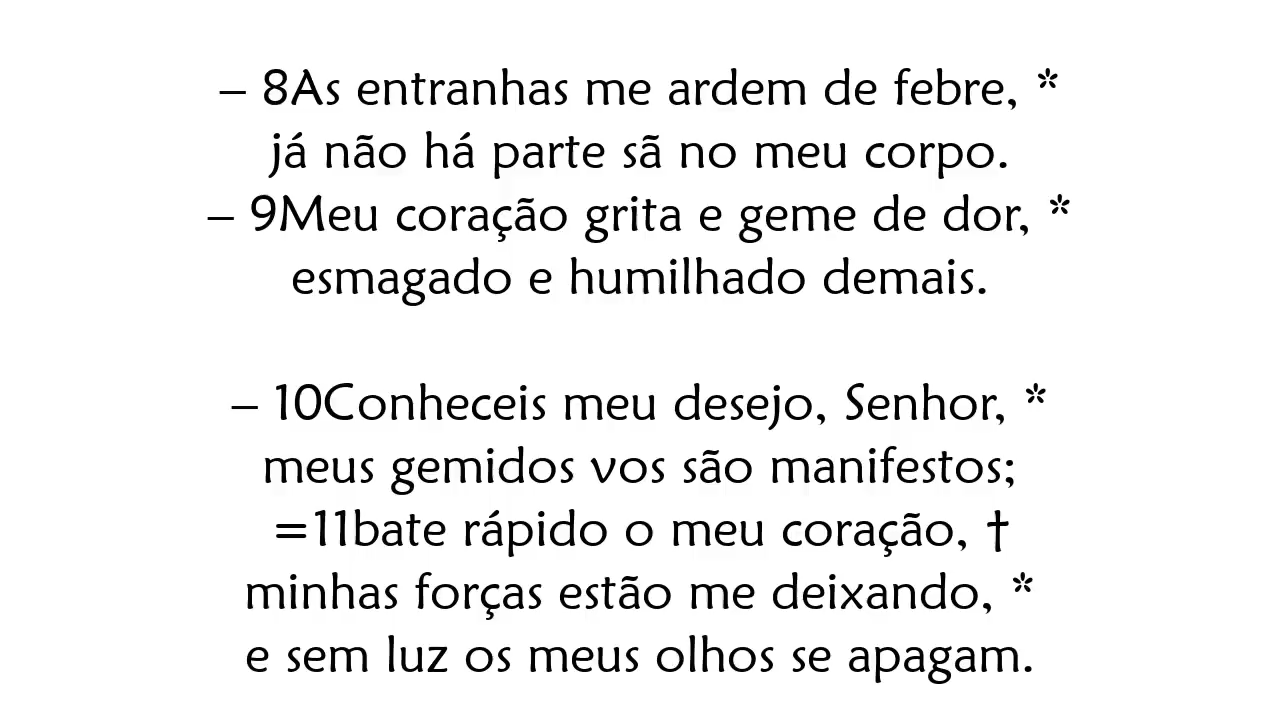 – 8As entranhas me ardem de febre, *
já não há parte sã no meu corpo.
– 9Meu coração grita e geme de dor, *
esmagado e humilhado demais.
– 10Conheceis meu desejo, Senhor, *
meus gemidos vos são manifestos;
=11bate rápido o meu coração, †
minhas forças estão me deixando, *
e sem luz os meus olhos se apagam.